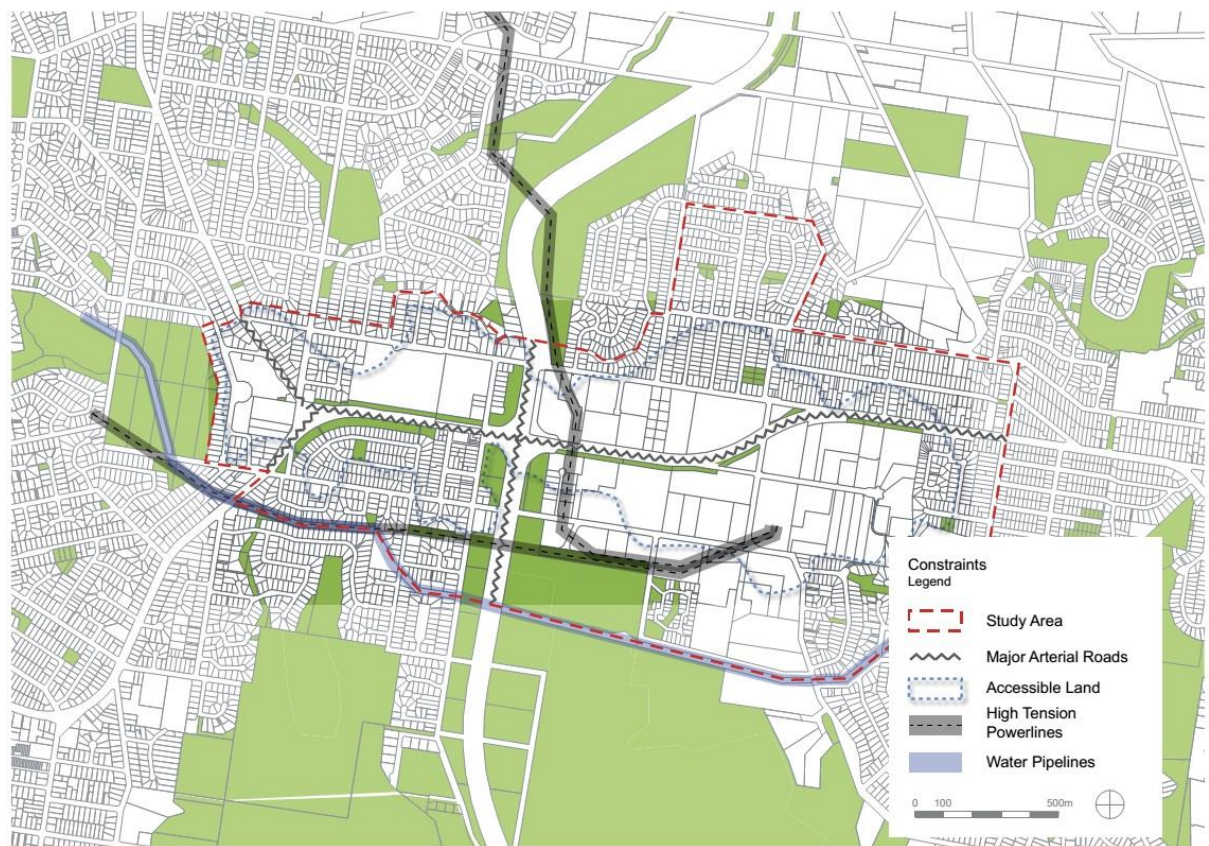 Constraints
Legend
Study Area
Major Arterial Roads
Accessible Land
High Tension
Powerlines
Water Pipelines
0 100 500m